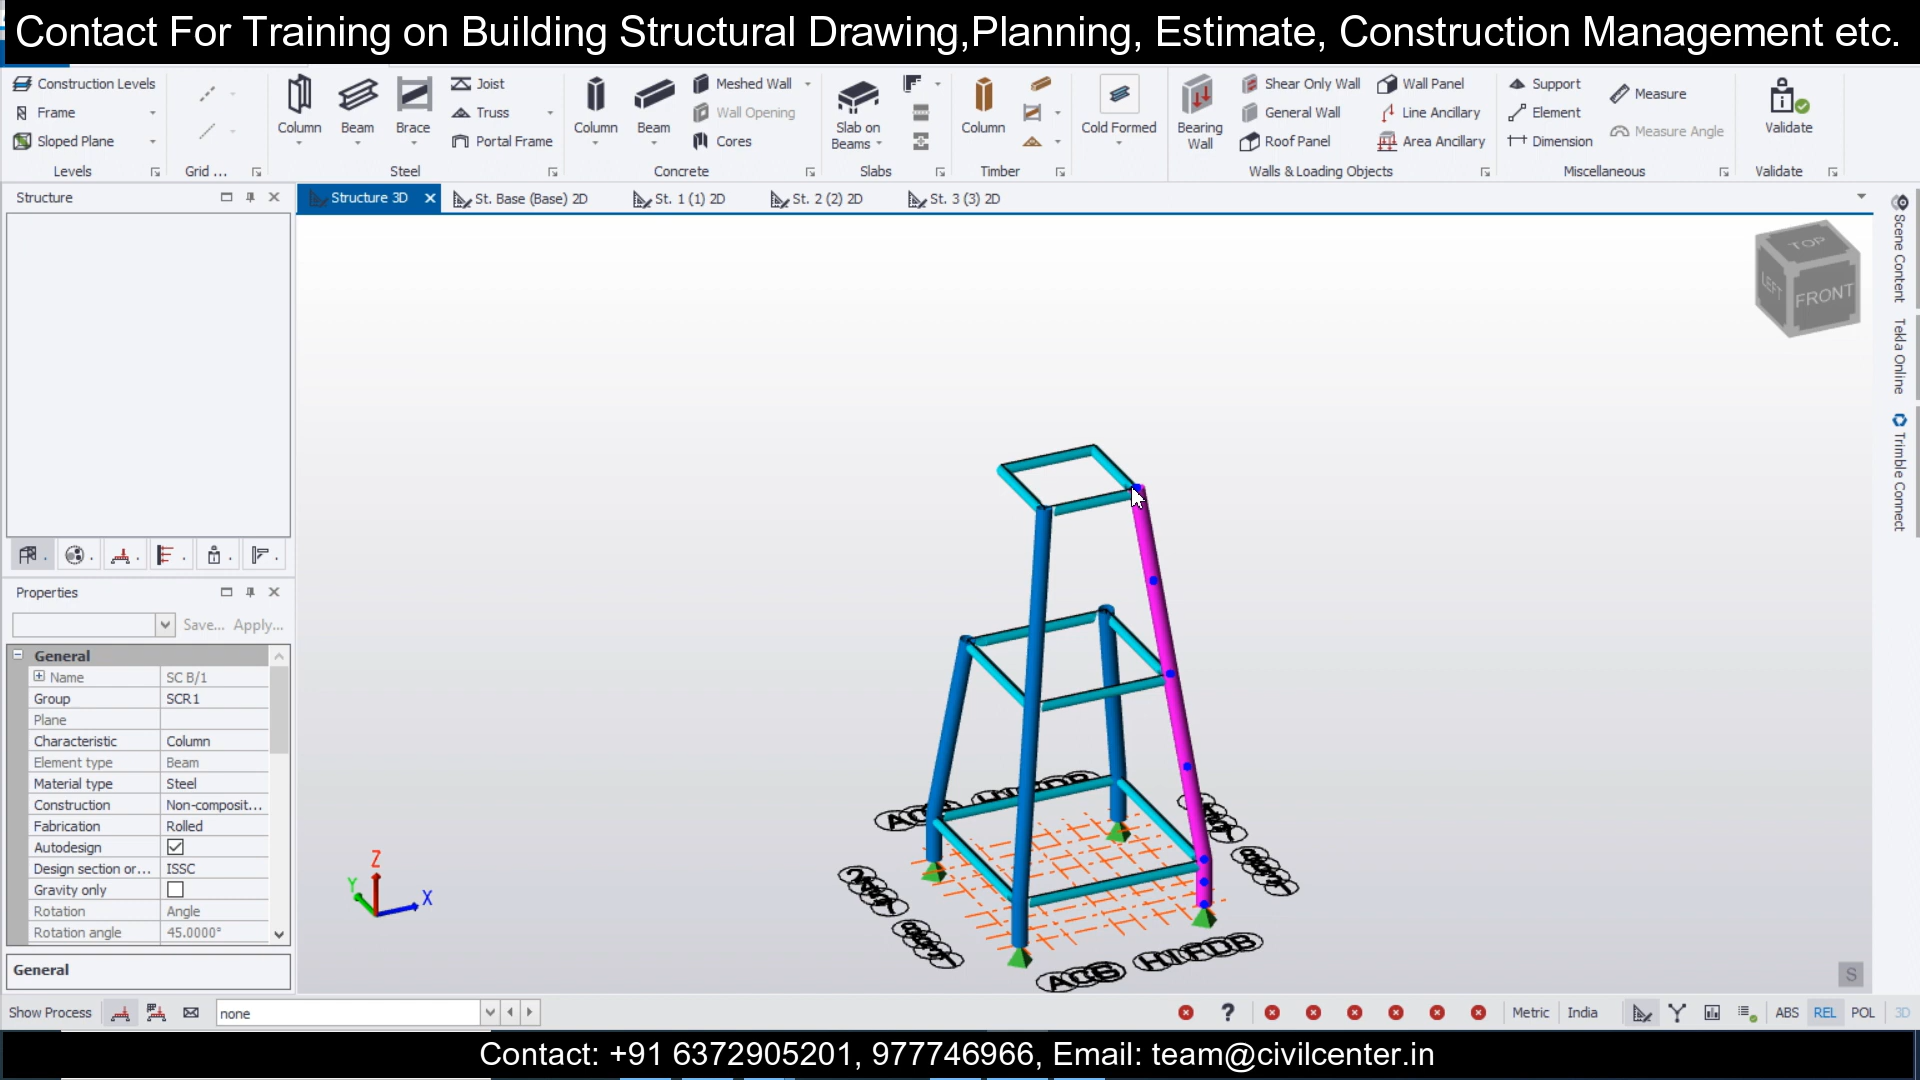 Contact For Training on Building Structural Drawing,Planning, Estimate, Construction Management etc.
Construction Levels
Frame
Sloped Plane
Levels
Grid ...
Column
Beam
Brace
Joist
Truss
Portal Frame
Steel
Column
Beam
Meshed Wall
Wall Opening
Cores
Concrete
Slab on Beams
Slabs
Column
Timber
Cold Formed
Bearing Wall
Shear Only Wall
General Wall
Roof Panel
Wall Panel
Line Ancillary
Area Ancillary
Walls & Loading Objects
Support
Element
Dimension
Measure
Measure Angle
Miscellaneous
Validate
Validate
Structure
Structure 3D
St. Base (Base) 2D
St. 1 (1) 2D
St. 2 (2) 2D
St. 3 (3) 2D
TOP
LEFT
FRONT
Scene Content
Tekla Online
Trimble Connect
Properties
Save... Apply...
General
Name SC B/1
Group SCR1
Plane
Characteristic Column
Element type Beam
Material type Steel
Construction Non-composit...
Fabrication Rolled
Autodesign
Design section or... ISSC
Gravity only
Rotation Angle
Rotation angle 45.0000°
General
Z
Y
X
S
Show Process
none
?
Metric
India
ABS
REL
POL
3D
Contact: +91 6372905201, 977746966, Email: team@civilcenter.in